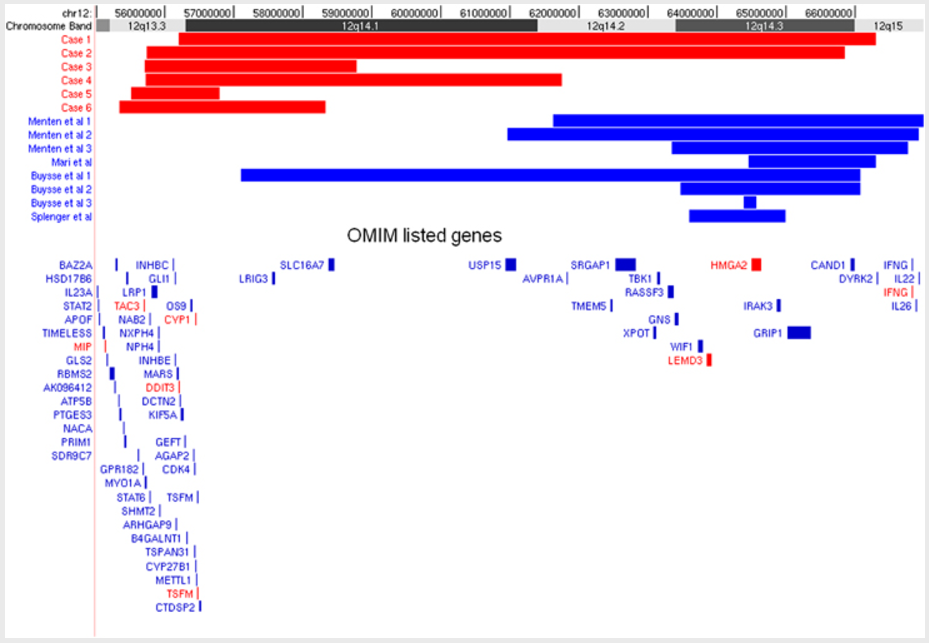 chr12: 56000000 57000000 58000000 59000000 60000000 61000000 62000000 63000000 64000000 65000000 66000000
Chromosome Band 12q13.3 12q14.1 12q14.2 12q14.3 12q15
Case 1
Case 2
Case 3
Case 4
Case 5
Case 6
Menten et al 1
Menten et al 2
Menten et al 3
Mari et al
Buysse et al 1
Buysse et al 2
Buysse et al 3
Splenger et al
OMIM listed genes
BAZ2A INHBC SLC16A7 USP15 SRGAP1 HMGA2 CAND1 IFNG
HSD17B6 GLI1 LRIG3 AVPR1A TBK1 DYRK2 IL22
IL23A LRP1 RASSF3 IFNG
STAT2 TAC3 OS9 TMEM5 IRAK3 IL26
APOF NAB2 CYP1 GNS
TIMELESS NXPH4 XPOT GRIP1
MIP NPH4 WIF1
GLS2 INHBE LEMD3
RBMS2 MARS
AK096412 DDIT3
ATP5B DCTN2
PTGES3 KIF5A
NACA
PRIM1 GEFT
SDR9C7 AGAP2
GPR182 CDK4
MYO1A
STAT6 TSFM
SHMT2
ARHGAP9
B4GALNT1
TSPAN31
CYP27B1
METTL1
TSFM
CTDSP2